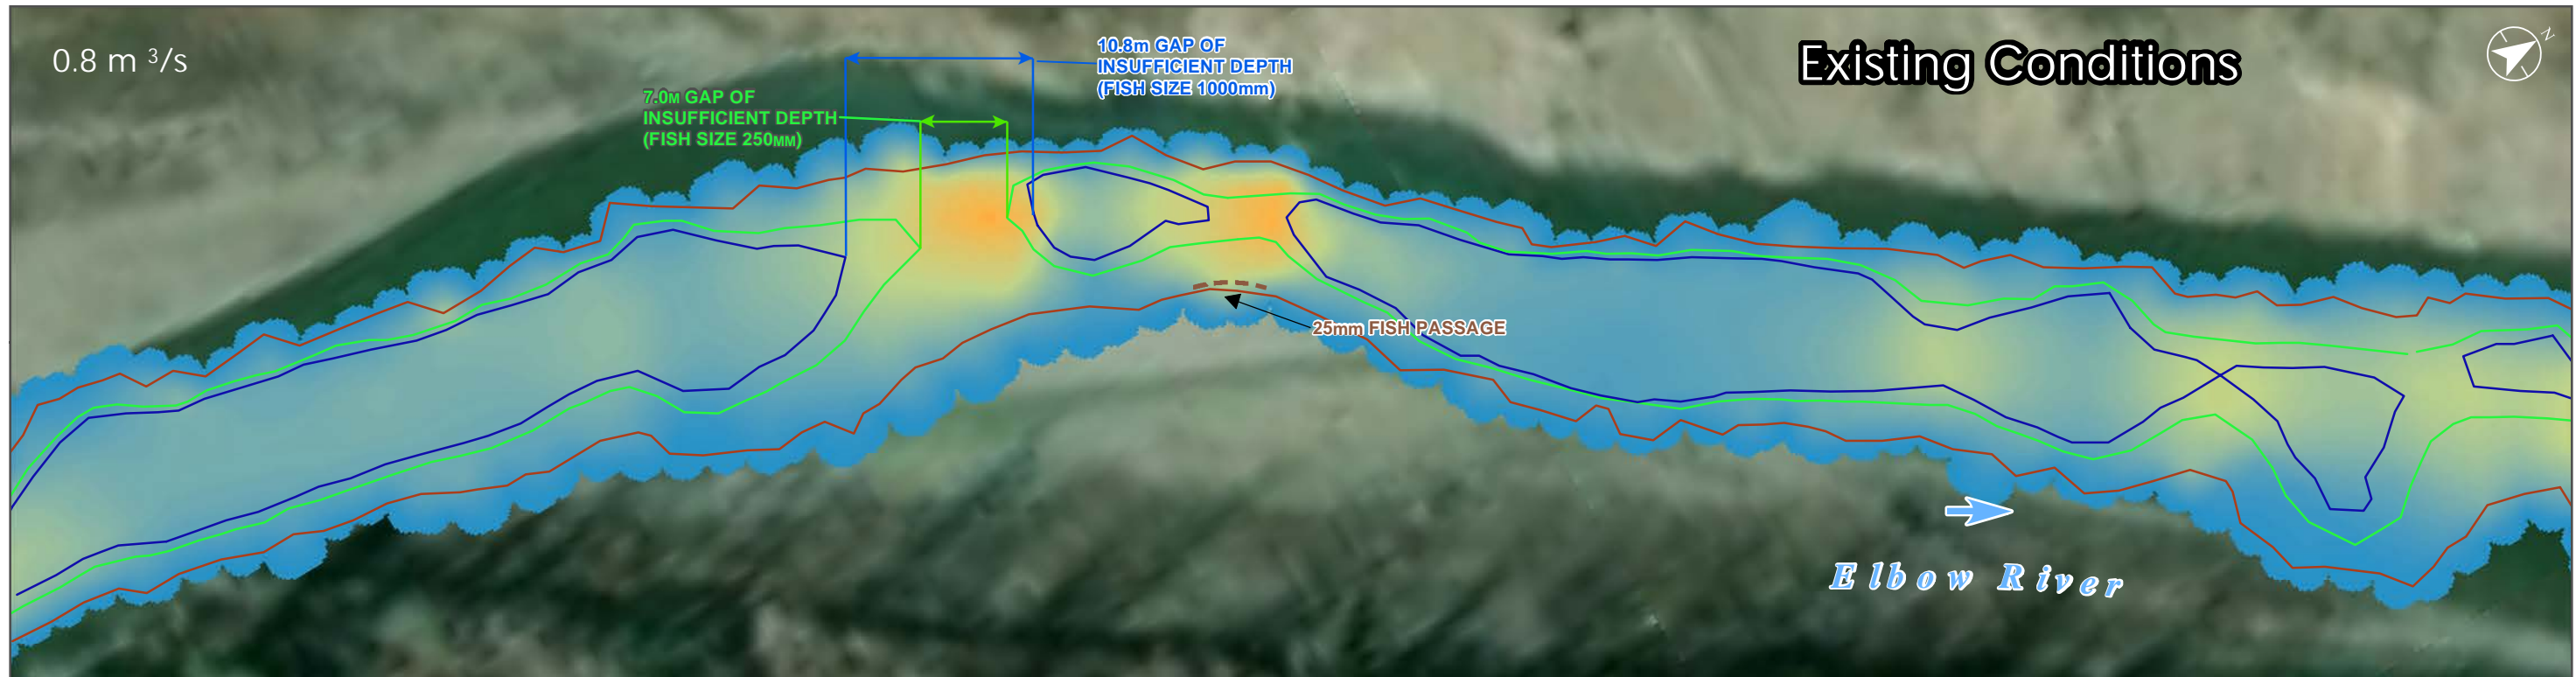 0.8 m ³/s
Existing Conditions
N
10.8m GAP OF
INSUFFICIENT DEPTH
(FISH SIZE 1000mm)
7.0M GAP OF
INSUFFICIENT DEPTH
(FISH SIZE 250MM)
25mm FISH PASSAGE
Elbow River